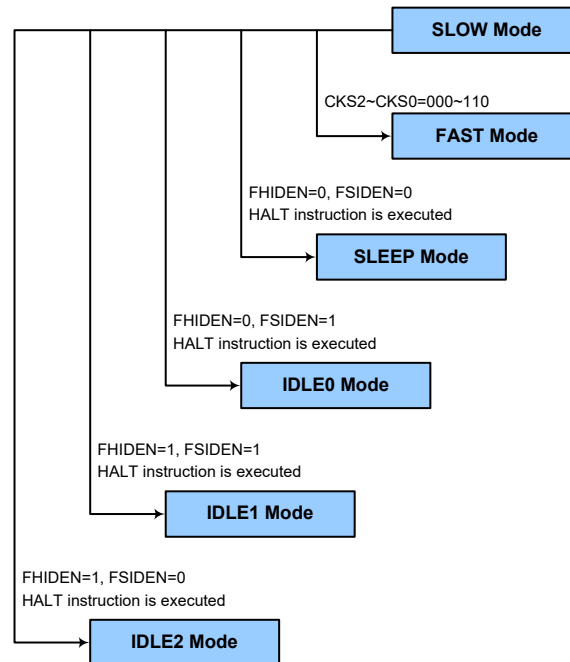 SLOW Mode
CKS2~CKS0=000~110
FAST Mode
FHIDEN=0, FSIDEN=0
HALT instruction is executed
SLEEP Mode
FHIDEN=0, FSIDEN=1
HALT instruction is executed
IDLE0 Mode
FHIDEN=1, FSIDEN=1
HALT instruction is executed
IDLE1 Mode
FHIDEN=1, FSIDEN=0
HALT instruction is executed
IDLE2 Mode